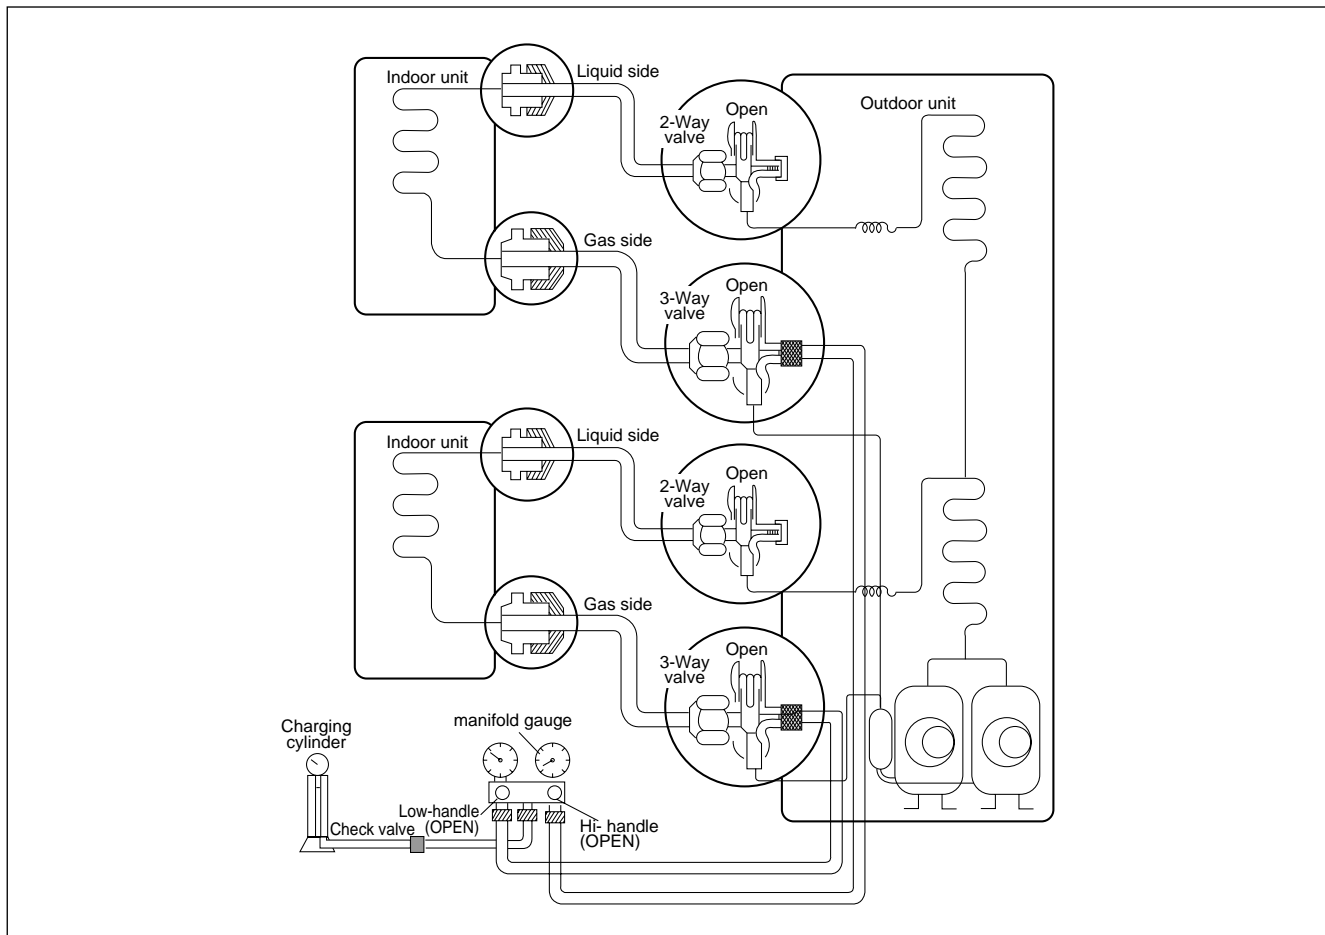 Indoor unit
Liquid side
2-Way
valve
Open
Outdoor unit
Gas side
3-Way
valve
Open
Indoor unit
Liquid side
2-Way
valve
Open
Gas side
3-Way
valve
Open
Charging
cylinder
manifold gauge
Low-handle
(OPEN)
Check valve
Hi- handle
(OPEN)